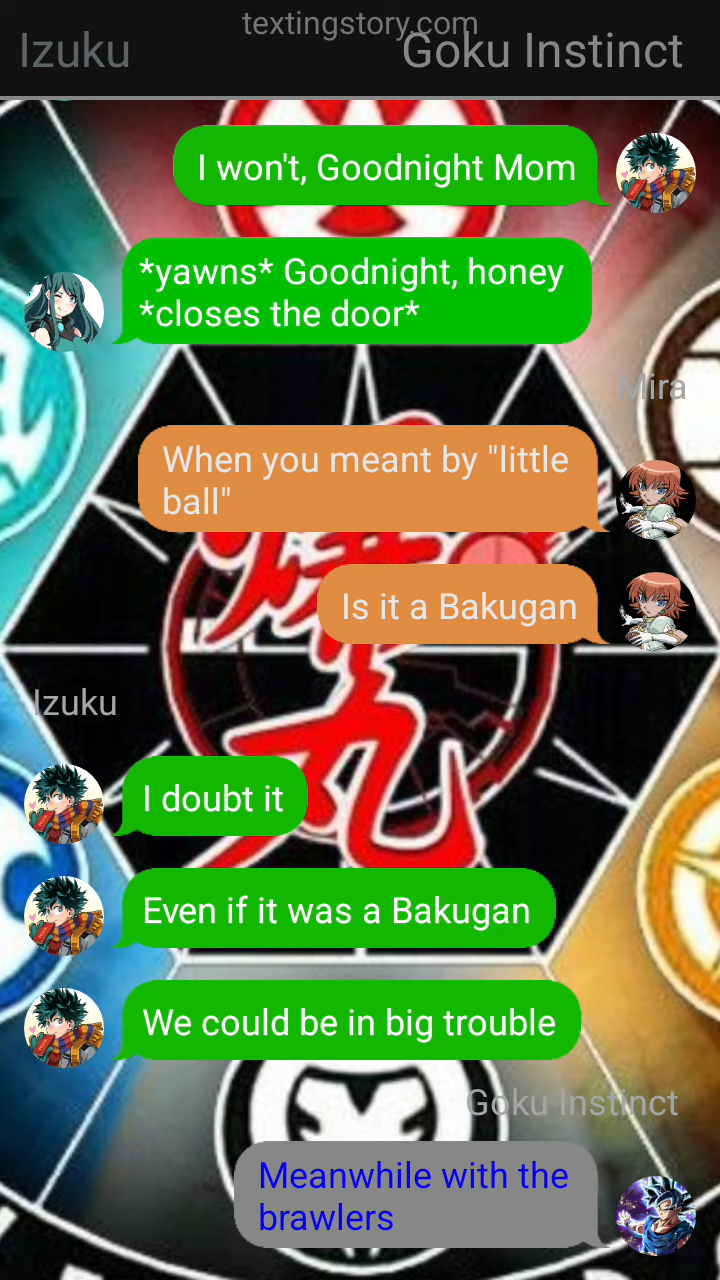 textingstory.com
Izuku
Goku Instinct
I won't, Goodnight Mom
*yawns* Goodnight, honey
*closes the door*
Mira
When you meant by "little
ball"
Is it a Bakugan
Izuku
I doubt it
Even if it was a Bakugan
We could be in big trouble
Goku Instinct
Meanwhile with the
brawlers